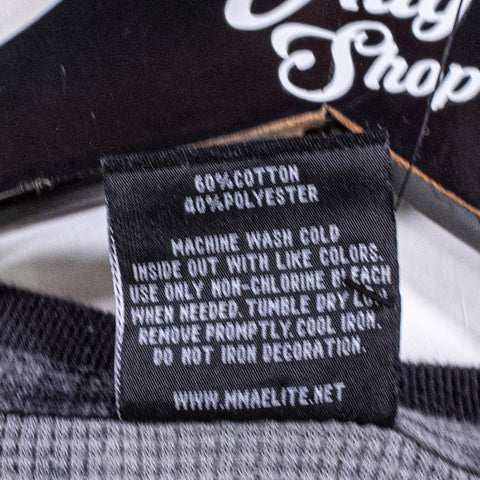 Shop
60%COTTON
40%POLYESTER
MACHINE WASH COLD
INSIDE OUT WITH LIKE COLORS.
USE ONLY NON-CHLORINE BLEACH
WHEN NEEDED. TUMBLE DRY LOW
REMOVE PROMPTLY. COOL IRON.
DO NOT IRON DECORATION.
WWW.MMAELITE.NET